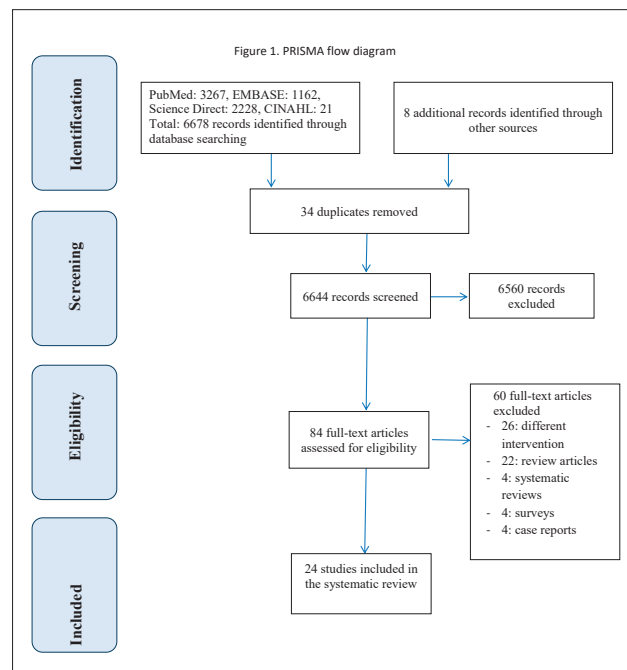 Figure 1. PRISMA flow diagram
Identification
PubMed: 3267, EMBASE: 1162,
Science Direct: 2228, CINAHL: 21
Total: 6678 records identified through
database searching
8 additional records identified through
other sources
34 duplicates removed
Screening
6644 records screened
6560 records
excluded
Eligibility
84 full-text articles
assessed for eligibility
60 full-text articles
excluded
- 26: different
intervention
- 22: review articles
- 4: systematic
reviews
- 4: surveys
- 4: case reports
Included
24 studies included in
the systematic review